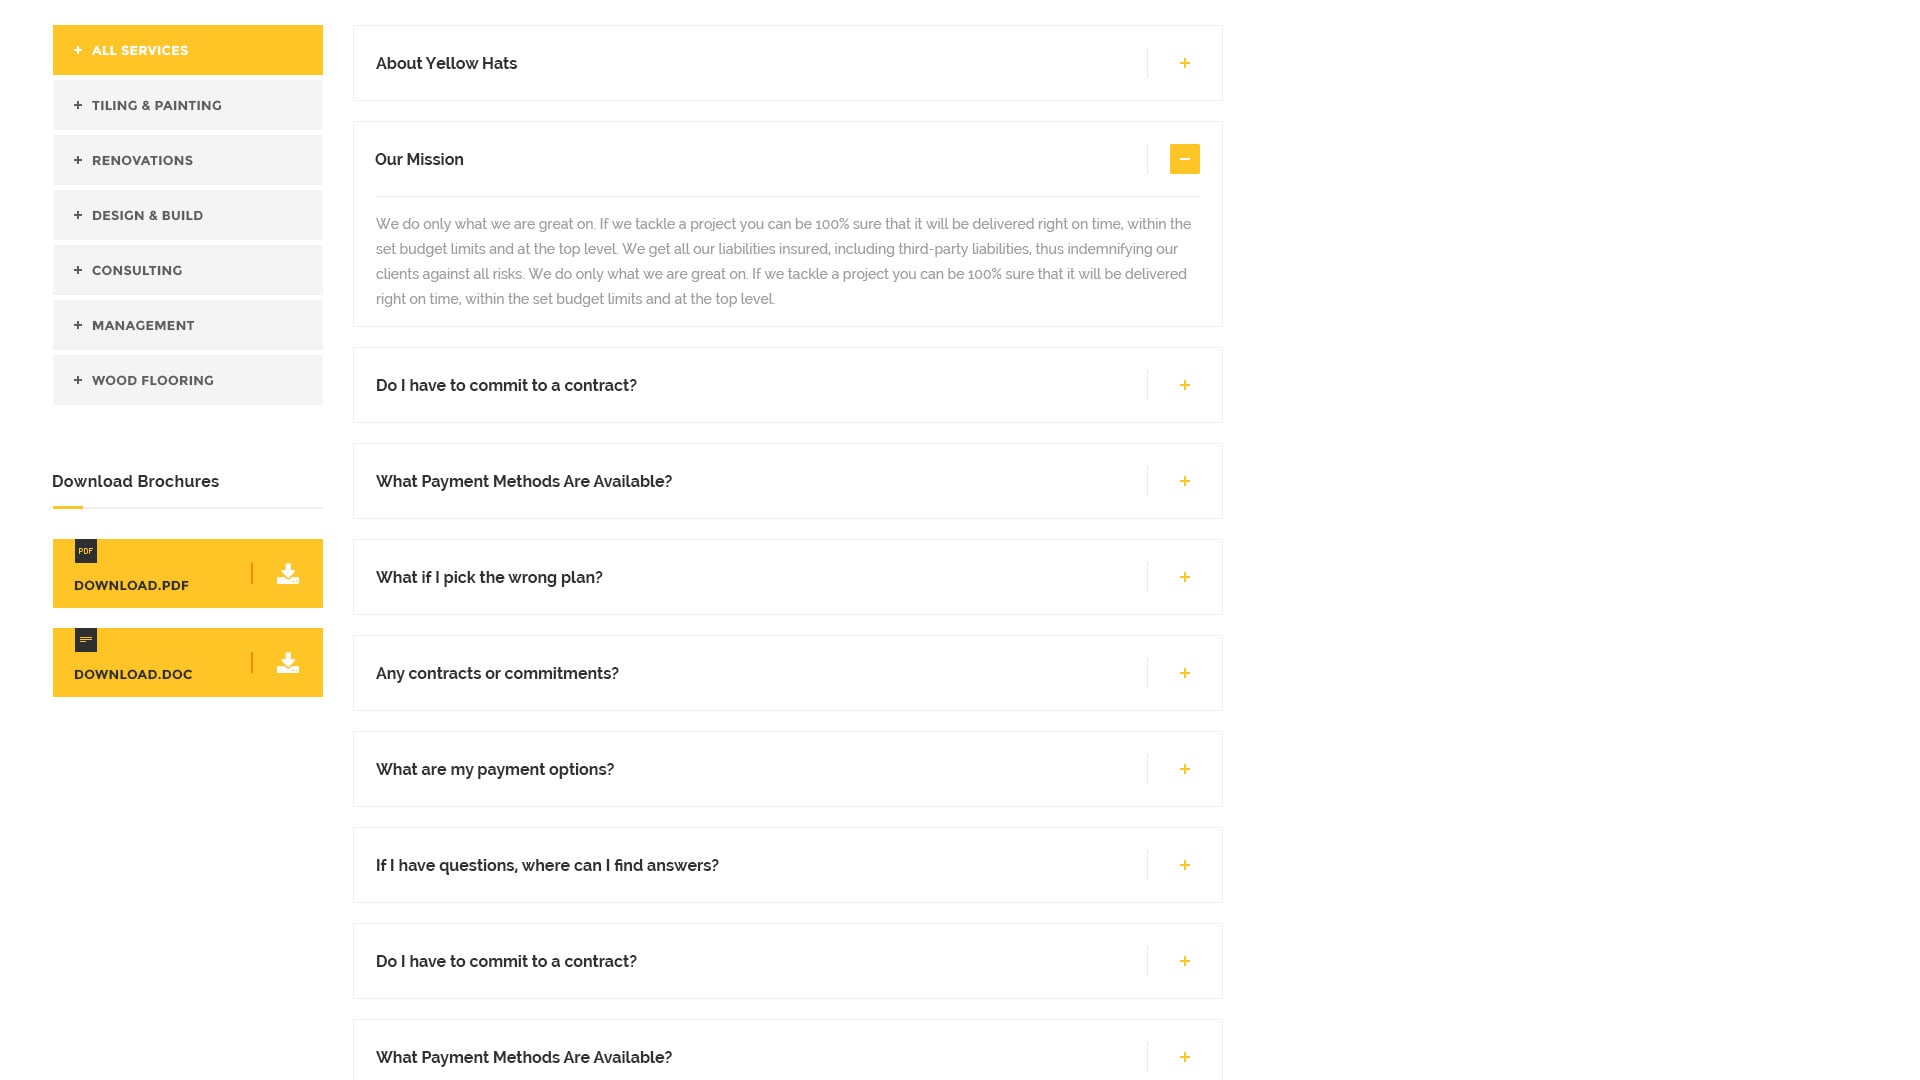 + ALL SERVICES
+ TILING & PAINTING
+ RENOVATIONS
+ DESIGN & BUILD
+ CONSULTING
+ MANAGEMENT
+ WOOD FLOORING
Download Brochures
PDF
DOWNLOAD.PDF
DOWNLOAD.DOC
About Yellow Hats
Our Mission
We do only what we are great on. If we tackle a project you can be 100% sure that it will be delivered right on time, within the
set budget limits and at the top level. We get all our liabilities insured, including third-party liabilities, thus indemnifying our
clients against all risks. We do only what we are great on. If we tackle a project you can be 100% sure that it will be delivered
right on time, within the set budget limits and at the top level.
Do I have to commit to a contract?
What Payment Methods Are Available?
What if I pick the wrong plan?
Any contracts or commitments?
What are my payment options?
If I have questions, where can I find answers?
Do I have to commit to a contract?
What Payment Methods Are Available?